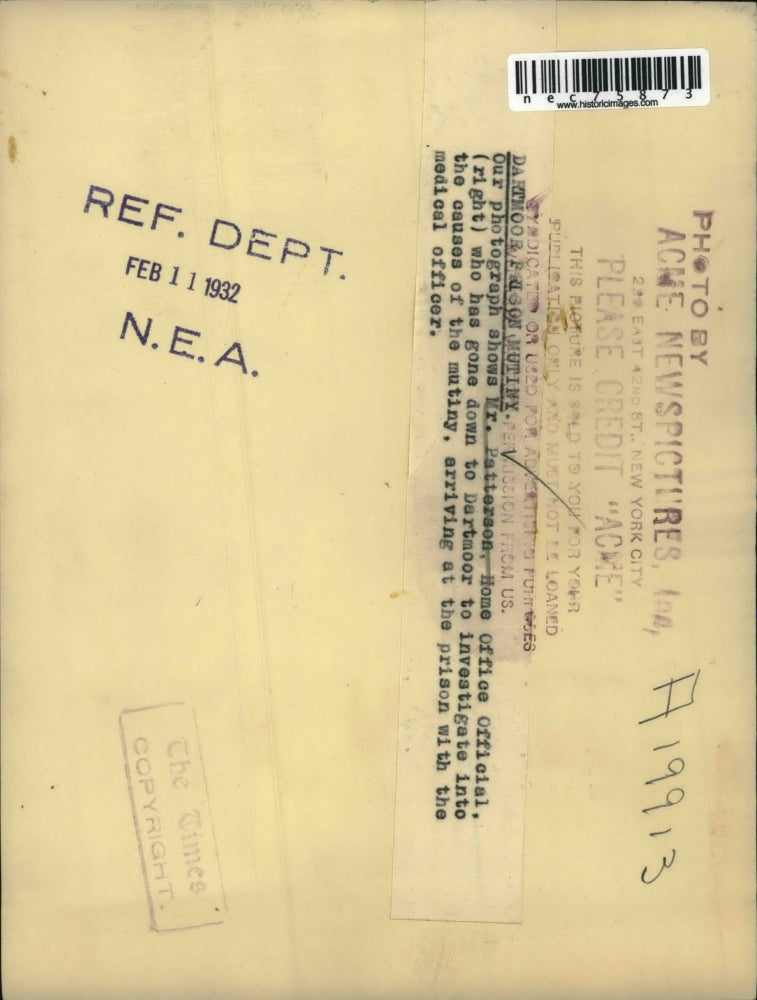 nec75873
www.historicimages.com
PHOTO BY
ACME NEWSPICTURES, Inc,
EAST 42ND ST., NEW YORK CITY
PLEASE CREDIT "ACME"
THIS PICTURE IS SOLD TO YOU FOR YOUR
PUBLICATION ONLY AND MUST NOT BE LOANED
SYNDICATED OR USED FOR ADVERTISING PURPOSES
PERMISSION FROM US.
A 19913
DARTMOOR PRISON MUTINY.
Our photograph shows Mr. Patterson, Home Office Official,
(right) who has gone down to Dartmoor to investigate into
the causes of the mutiny, arriving at the prison with the
medical officer.
REF. DEPT.
FEB 11 1932
N.E.A.
The Times
COPYRIGHT.